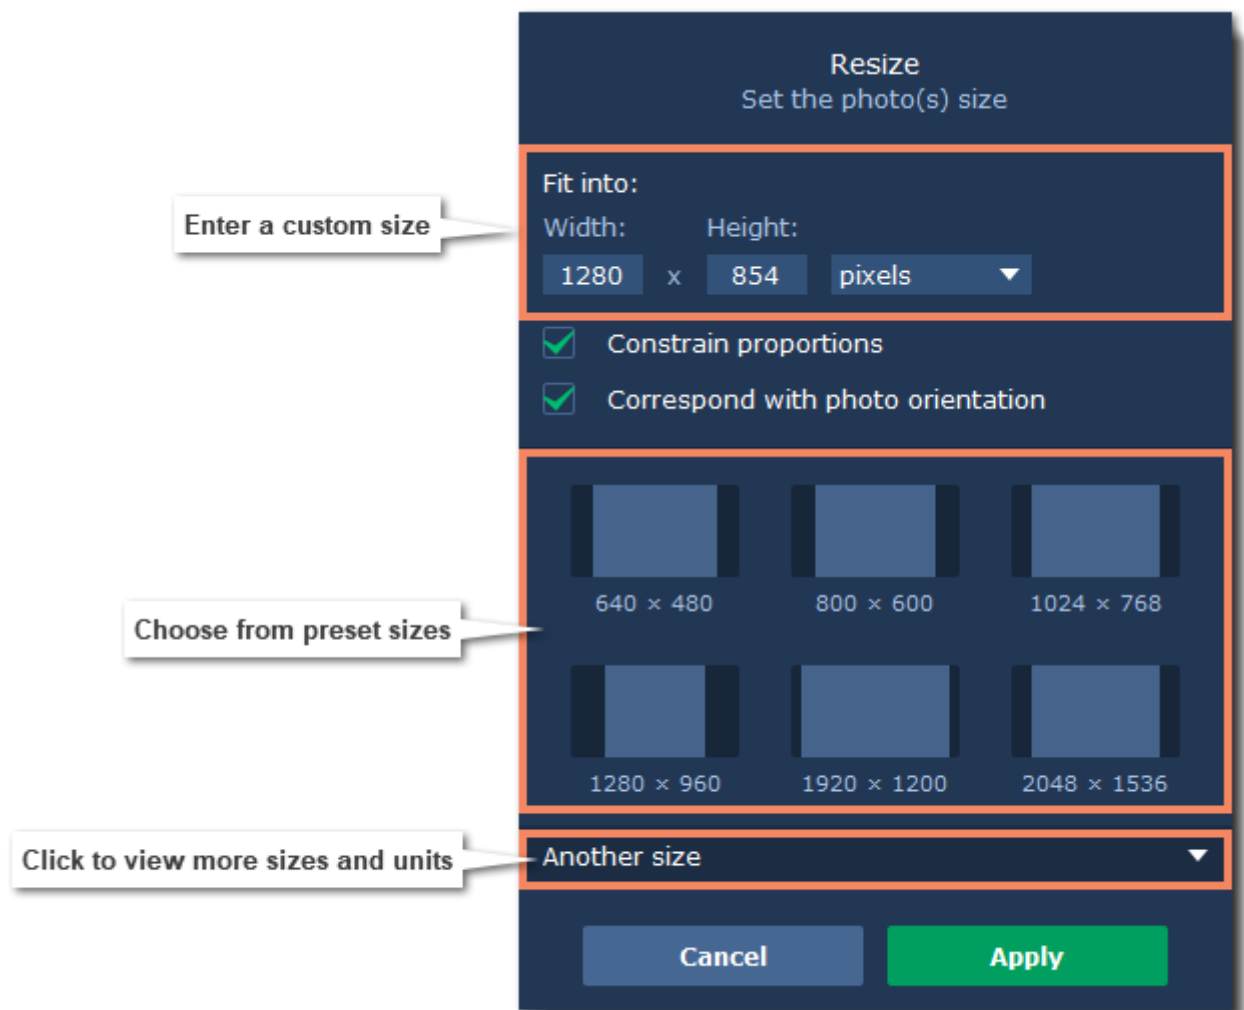 Resize
Set the photo(s) size
Enter a custom size
Fit into:
Width: Height:
1280 x 854 pixels
Constrain proportions
Correspond with photo orientation
Choose from preset sizes
640 × 480 800 × 600 1024 × 768
1280 × 960 1920 × 1200 2048 × 1536
Click to view more sizes and units
Another size
Cancel Apply